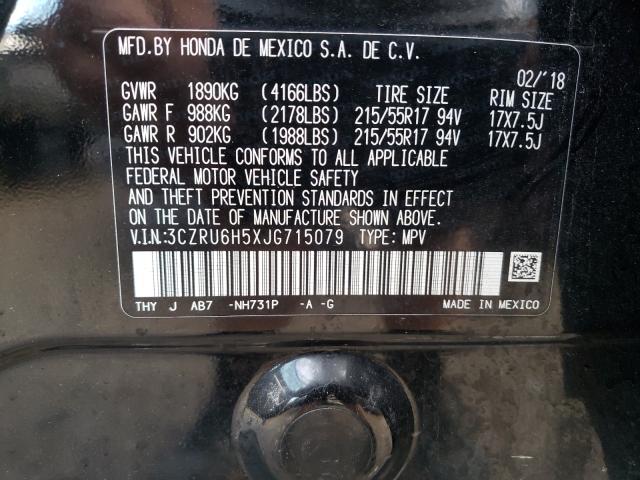 MFD.BY HONDA DE MEXICO S.A. DE C.V.
02/'18
GVWR 1890KG (4166LBS) TIRE SIZE RIM SIZE
GAWR F 988KG (2178LBS) 215/55R17 94V 17X7.5J
GAWR R 902KG (1988LBS) 215/55R17 94V 17X7.5J
THIS VEHICLE CONFORMS TO ALL APPLICABLE
FEDERAL MOTOR VEHICLE SAFETY
AND THEFT PREVENTION STANDARDS IN EFFECT
ON THE DATE OF MANUFACTURE SHOWN ABOVE.
V.I.N:3CZRU6H5XJG715079 TYPE: MPV
THY J AB7 -NH731P -A -G MADE IN MEXICO